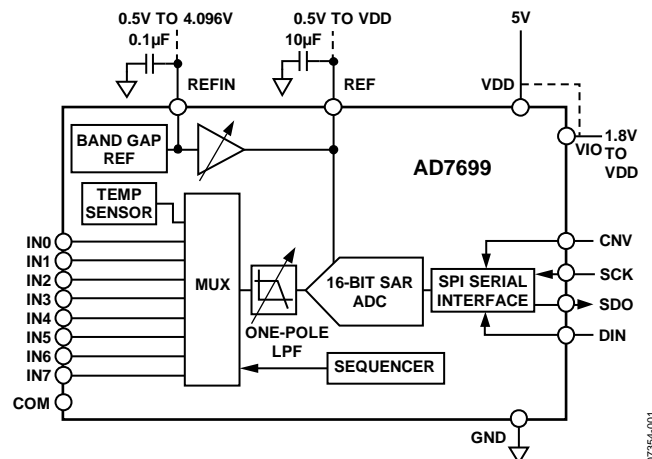 0.5V TO 4.096V
0.5V TO VDD
5V
0.1µF
10µF
REFIN
REF
VDD
BAND GAP
REF
1.8V
TO
VDD
VIO
AD7699
TEMP
SENSOR
IN0
IN1
IN2
IN3
IN4
IN5
IN6
IN7
COM
MUX
ONE-POLE
LPF
16-BIT SAR
ADC
SPI SERIAL
INTERFACE
CNV
SCK
SDO
DIN
SEQUENCER
GND
07354-001